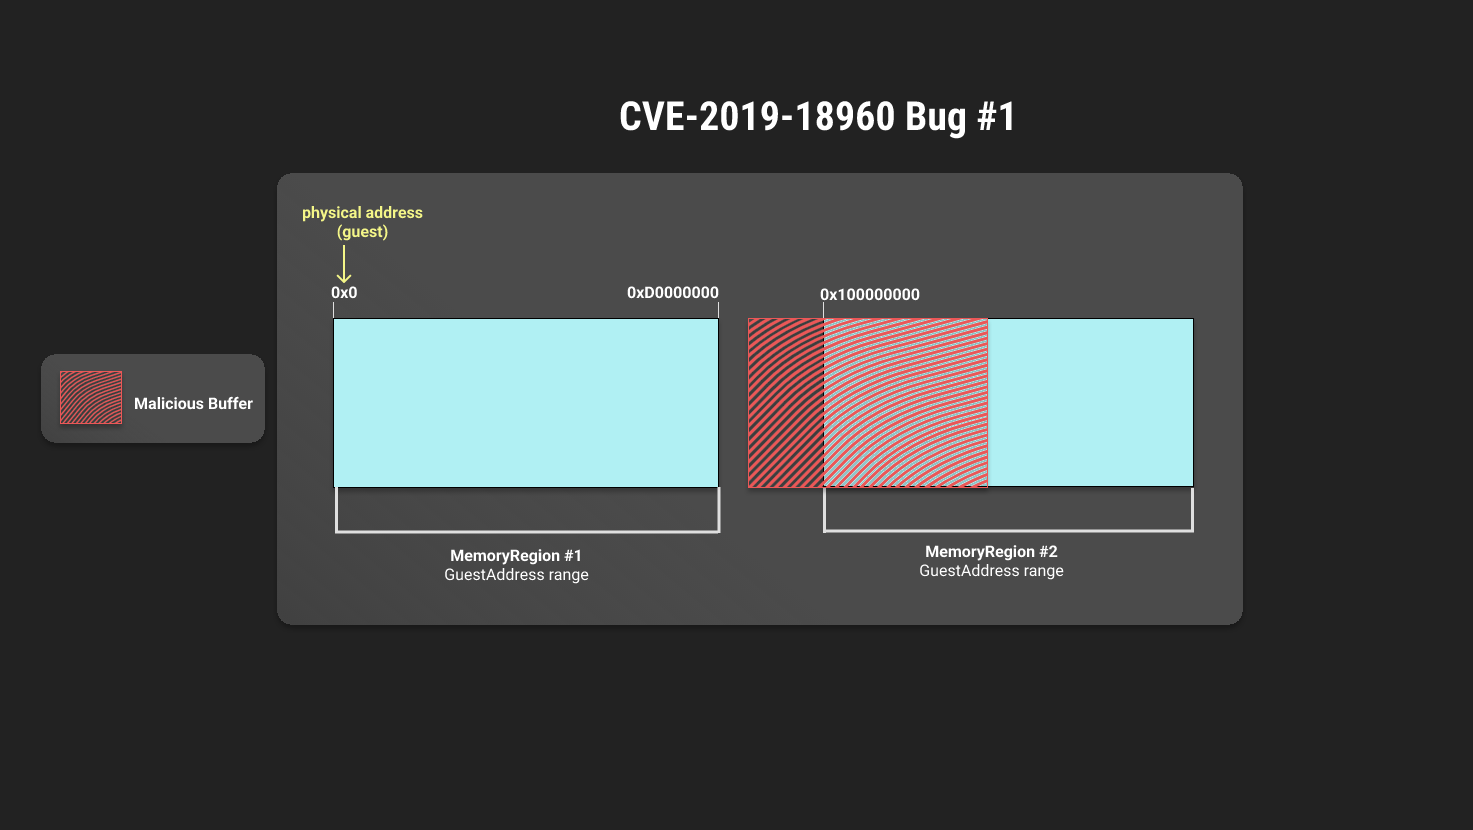 CVE-2019-18960 Bug #1
physical address
(guest)
0x0
0xD0000000
0x100000000
Malicious Buffer
MemoryRegion #1
GuestAddress range
MemoryRegion #2
GuestAddress range